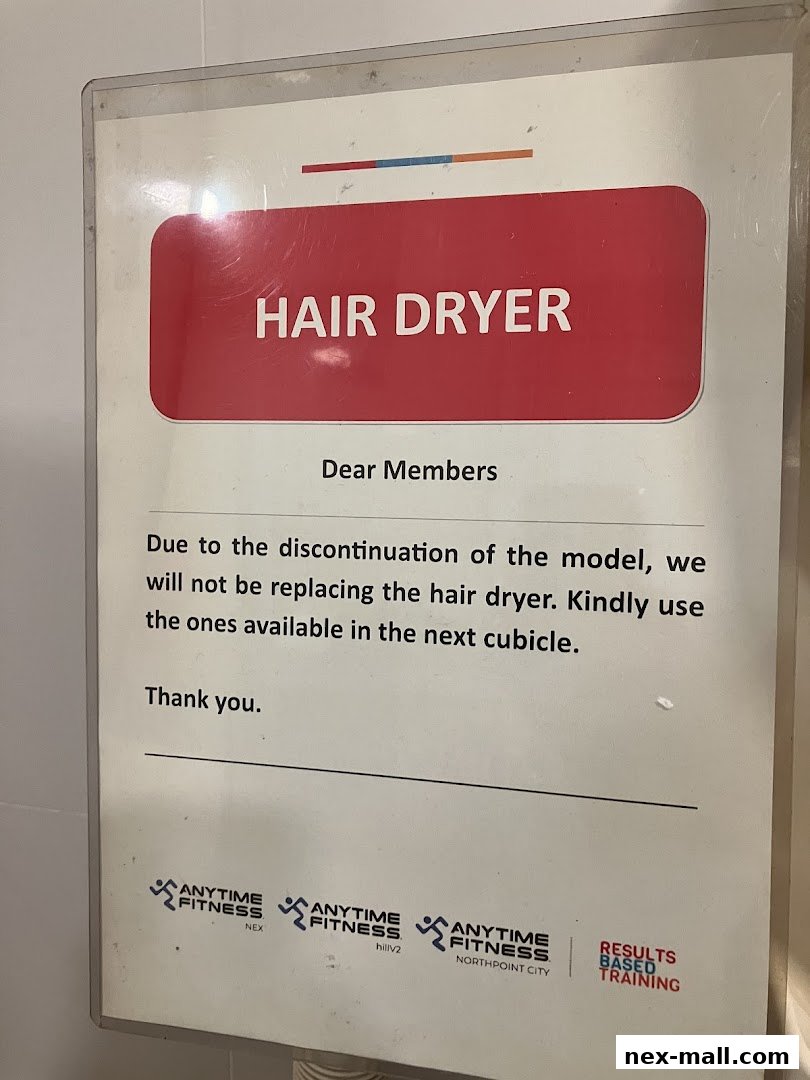 HAIR DRYER
Dear Members
Due to the discontinuation of the model, we
will not be replacing the hair dryer. Kindly use
the ones available in the next cubicle.
Thank you.
ANYTIME
FITNESS
NEX
ANYTIME
FITNESS
hillV2
ANYTIME
FITNESS
NORTHPOINT CITY
RESULTS
BASED
TRAINING
nex-mall.com